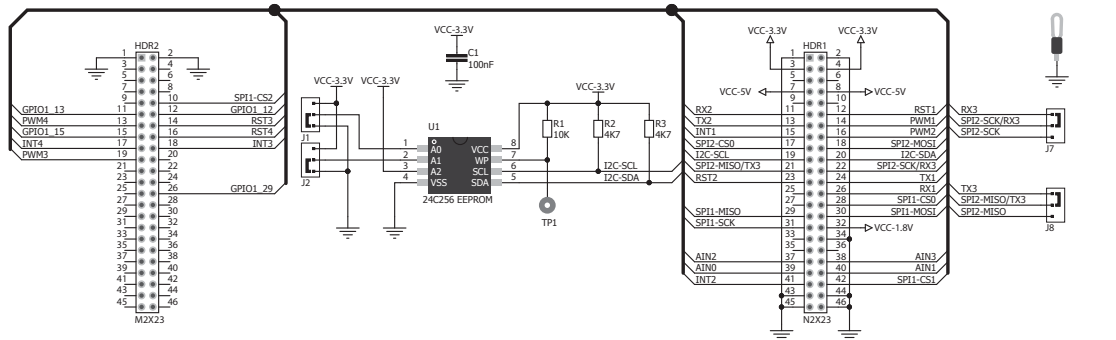 HDR2
1 2
3 4
5 6
7 8
9 10 SPI1-CS2
GPIO1_13 11 12 GPIO1_12
PWM4 13 14 RST3
GPIO1_15 15 16 RST4
INT4 17 18 INT3
PWM3 19 20
21 22
23 24
25 26 GPIO1_29
27 28
29 30
31 32
33 34
35 36
37 38
39 40
41 42
43 44
45 46
M2X23
VCC-3.3V
C1
100nF
VCC-3.3V VCC-3.3V
J1
J2
U1
1 A0 VCC 8
2 A1 WP 7
3 A2 SCL 6
4 VSS SDA 5
24C256 EEPROM
VCC-3.3V
R1
10K
R2
4K7
R3
4K7
I2C-SCL
I2C-SDA
TP1
VCC-3.3V VCC-3.3V
HDR1
1 2
3 4
5 6
VCC-5V 7 8 VCC-5V
9 10
RX2 11 12 RST1
TX2 13 14 PWM1
INT1 15 16 PWM2
SPI2-CS0 17 18 SPI2-MOSI
I2C-SCL 19 20 I2C-SDA
SPI2-MISO/TX3 21 22 SPI2-SCK/RX3
RST2 23 24 TX1
25 26 RX1
27 28 SPI1-CS0
SPI1-MISO 29 30 SPI1-MOSI
SPI1-SCK 31 32 VCC-1.8V
33 34
35 36
AIN2 37 38 AIN3
AIN0 39 40 AIN1
INT2 41 42 SPI1-CS1
43 44
45 46
N2X23
RX3
SPI2-SCK/RX3
SPI2-SCK
J7
TX3
SPI2-MISO/TX3
SPI2-MISO
J8